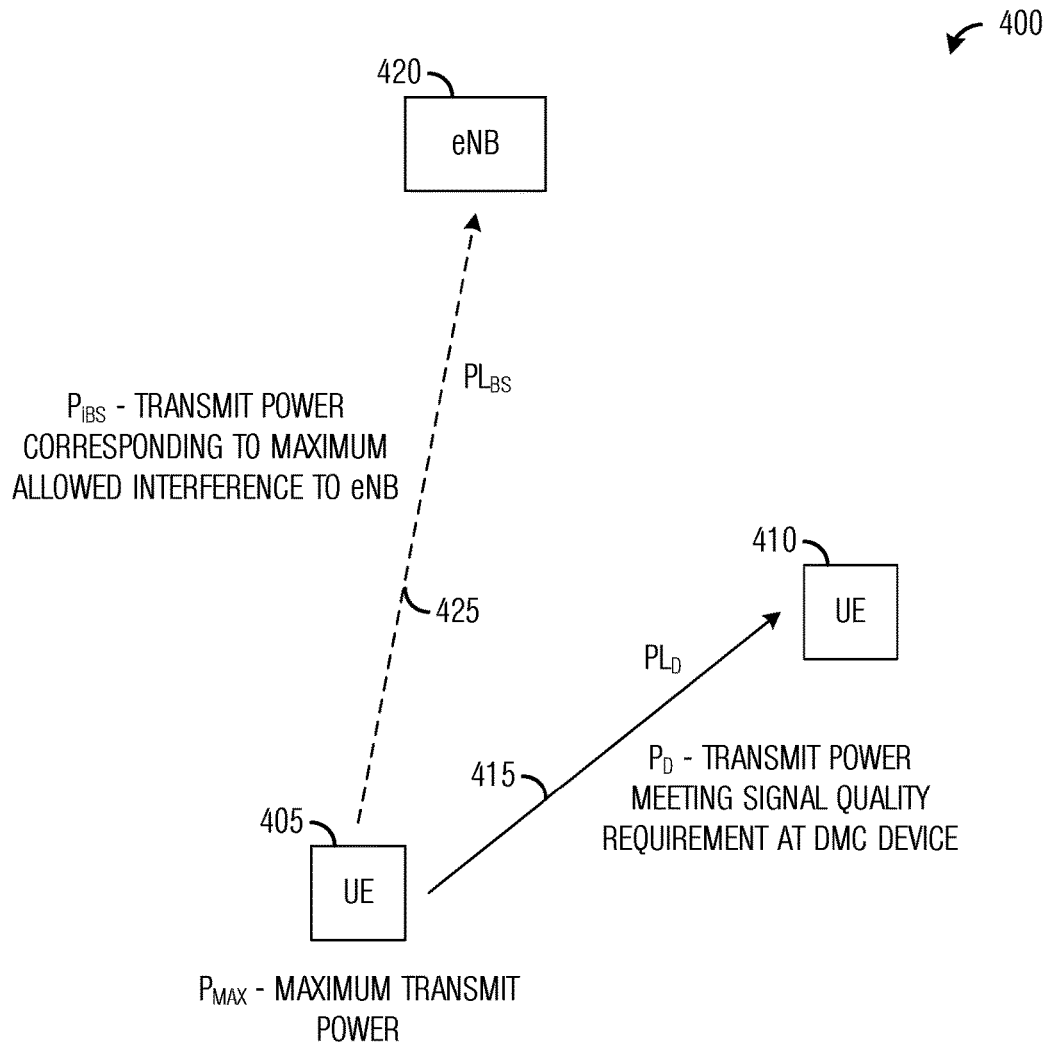 400
420
eNB
PL_BS
P_iBS - TRANSMIT POWER
CORRESPONDING TO MAXIMUM
ALLOWED INTERFERENCE TO eNB
410
UE
425
PL_D
415
P_D - TRANSMIT POWER
MEETING SIGNAL QUALITY
REQUIREMENT AT DMC DEVICE
405
UE
P_MAX - MAXIMUM TRANSMIT
POWER